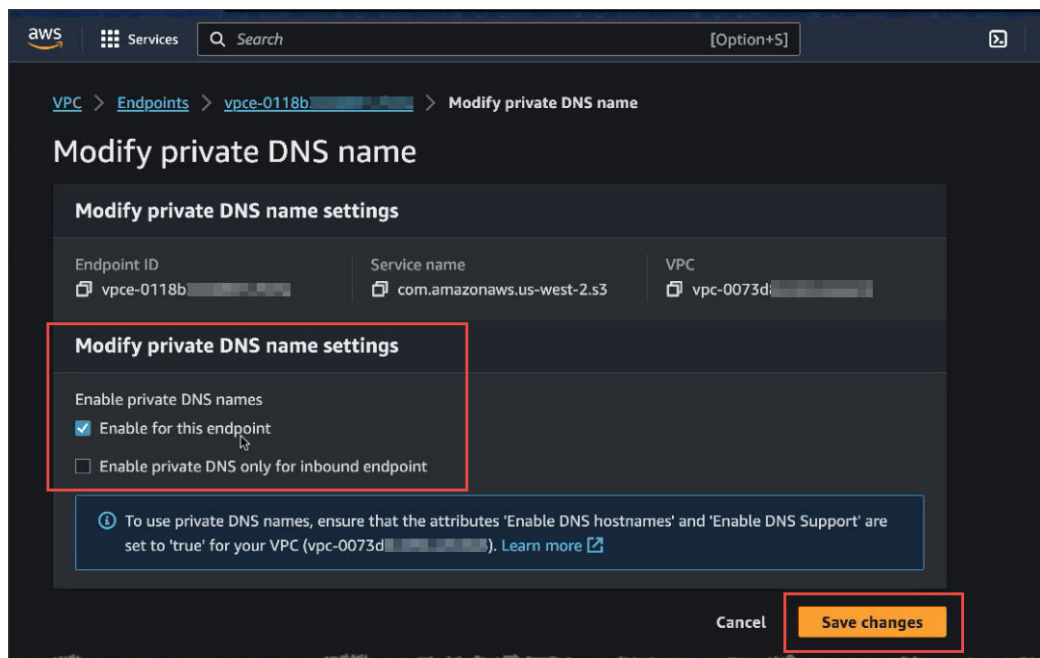 aws
Services
Search
[Option+S]
VPC > Endpoints > vpce-0118b > Modify private DNS name
Modify private DNS name
Modify private DNS name settings
Endpoint ID
Service name
VPC
vpce-0118b
com.amazonaws.us-west-2.s3
vpc-0073d
Modify private DNS name settings
Enable private DNS names
Enable for this endpoint
Enable private DNS only for inbound endpoint
To use private DNS names, ensure that the attributes 'Enable DNS hostnames' and 'Enable DNS Support' are
set to 'true' for your VPC (vpc-0073d). Learn more
Cancel
Save changes